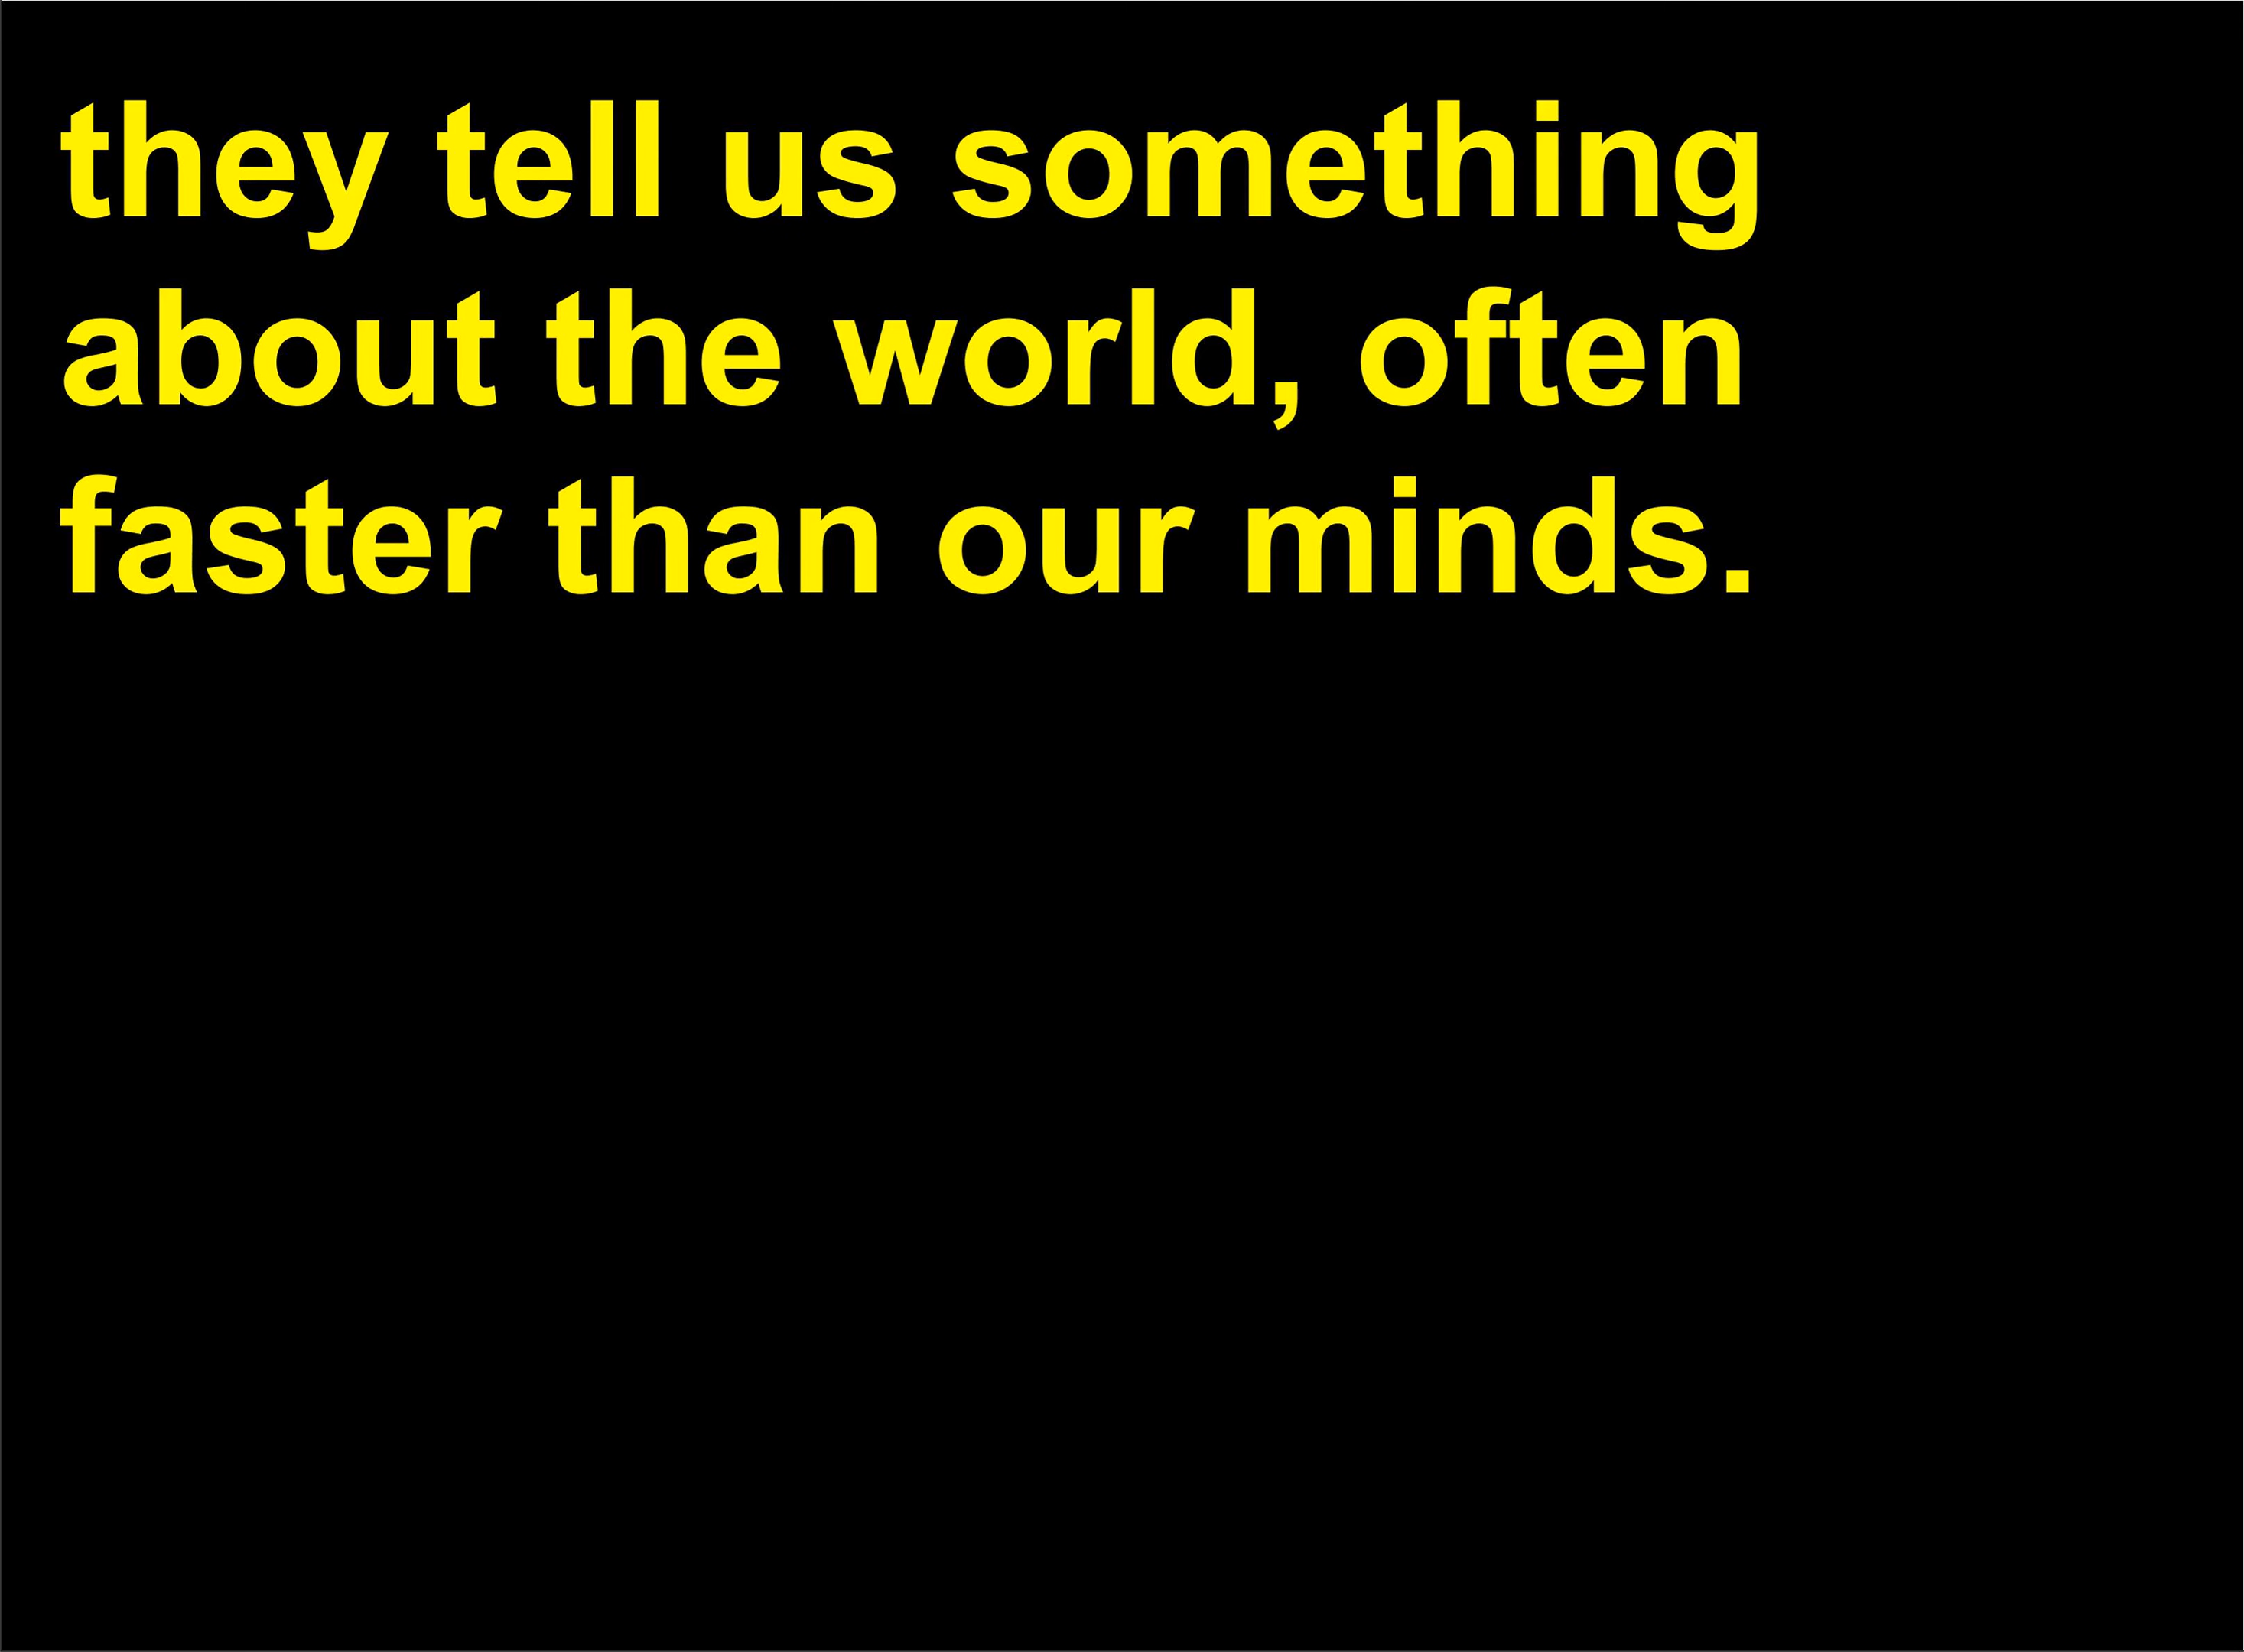 they tell us something
about the world, often
faster than our minds.